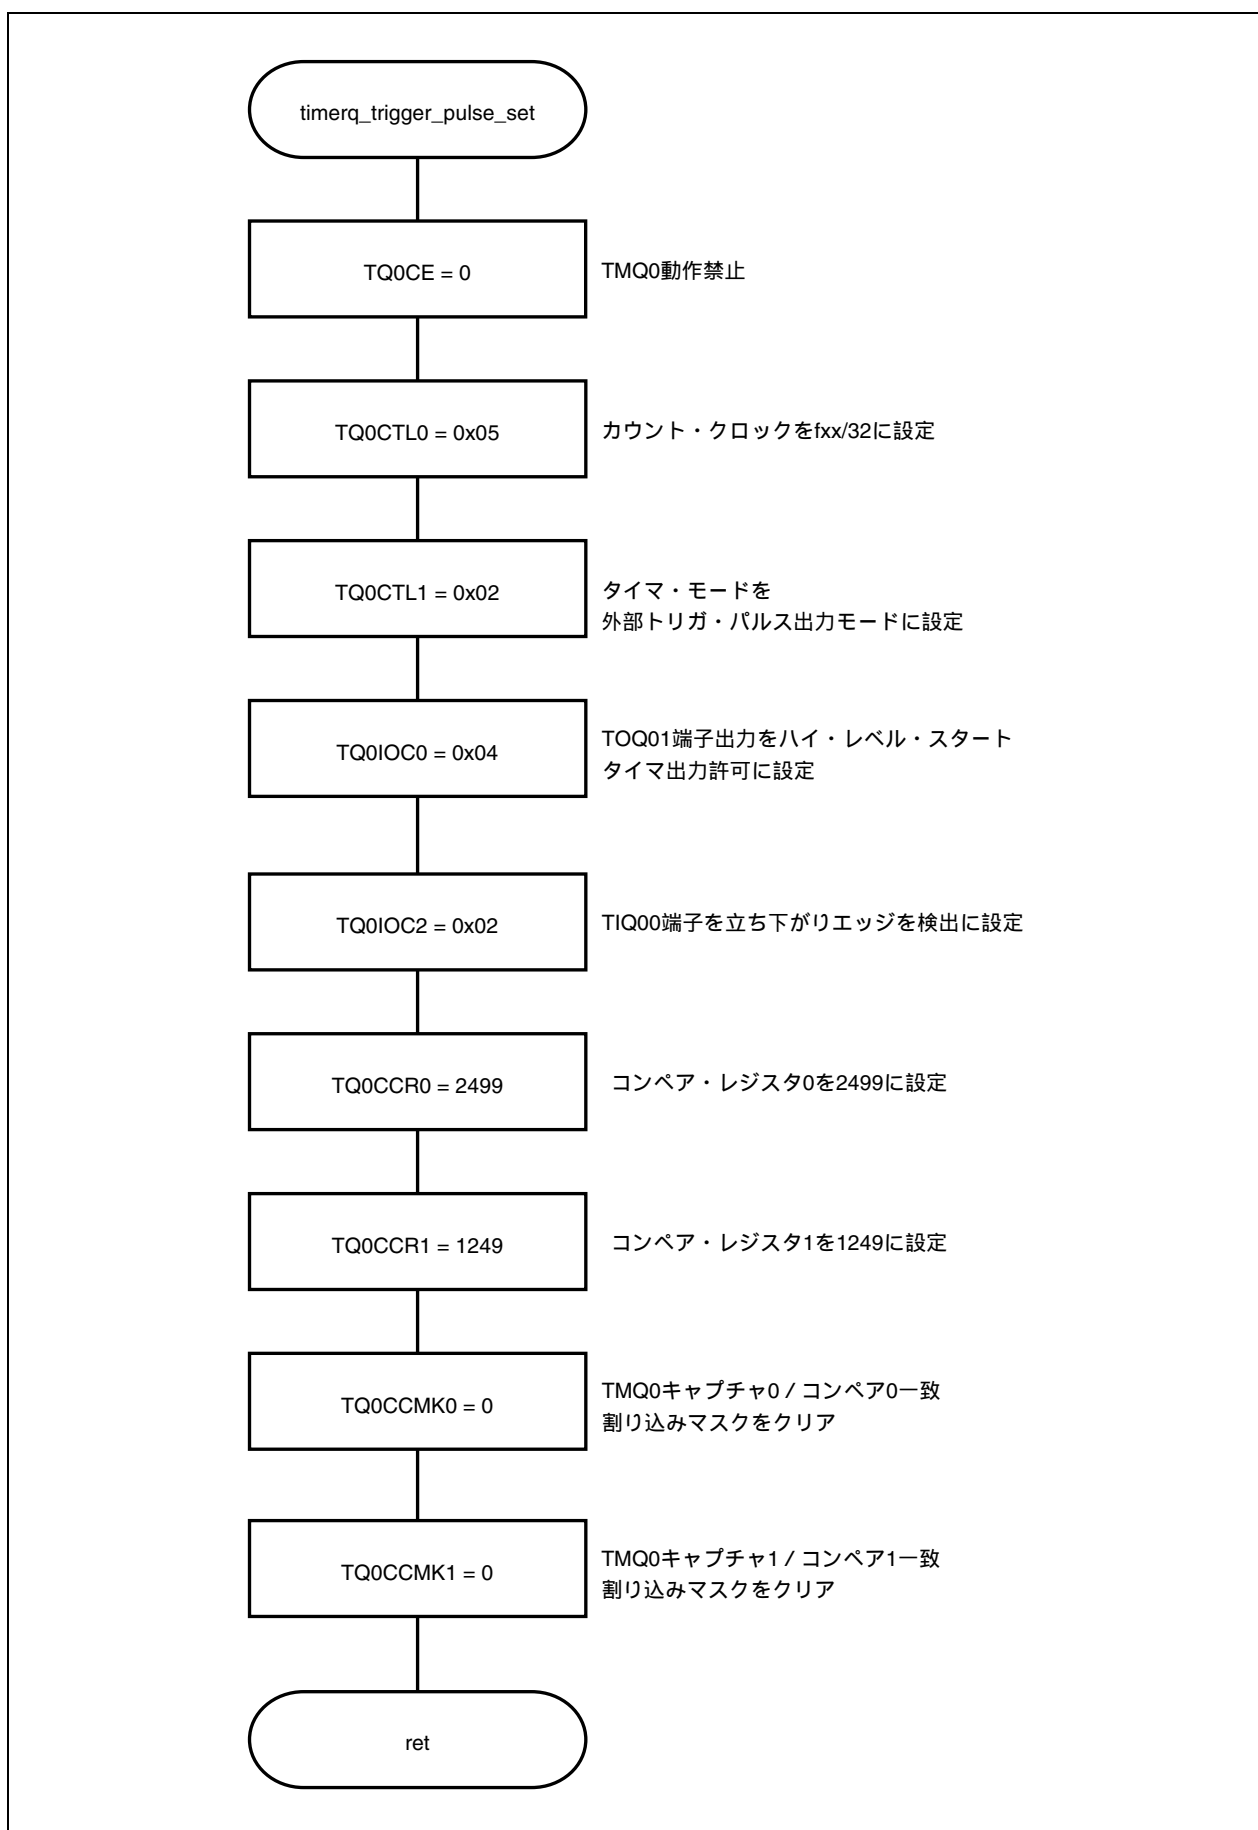 timerq_trigger_pulse_set
TQ0CE = 0
TMQ0動作禁止
TQ0CTL0 = 0x05
カウント・クロックをfxx/32に設定
TQ0CTL1 = 0x02
タイマ・モードを
外部トリガ・パルス出力モードに設定
TQ0IOC0 = 0x04
TOQ01端子出力をハイ・レベル・スタート
タイマ出力許可に設定
TQ0IOC2 = 0x02
TIQ00端子を立ち下がりエッジを検出に設定
TQ0CCR0 = 2499
コンペア・レジスタ0を2499に設定
TQ0CCR1 = 1249
コンペア・レジスタ1を1249に設定
TQ0CCMK0 = 0
TMQ0キャプチャ0 / コンペア0一致
割り込みマスクをクリア
TQ0CCMK1 = 0
TMQ0キャプチャ1 / コンペア1一致
割り込みマスクをクリア
ret